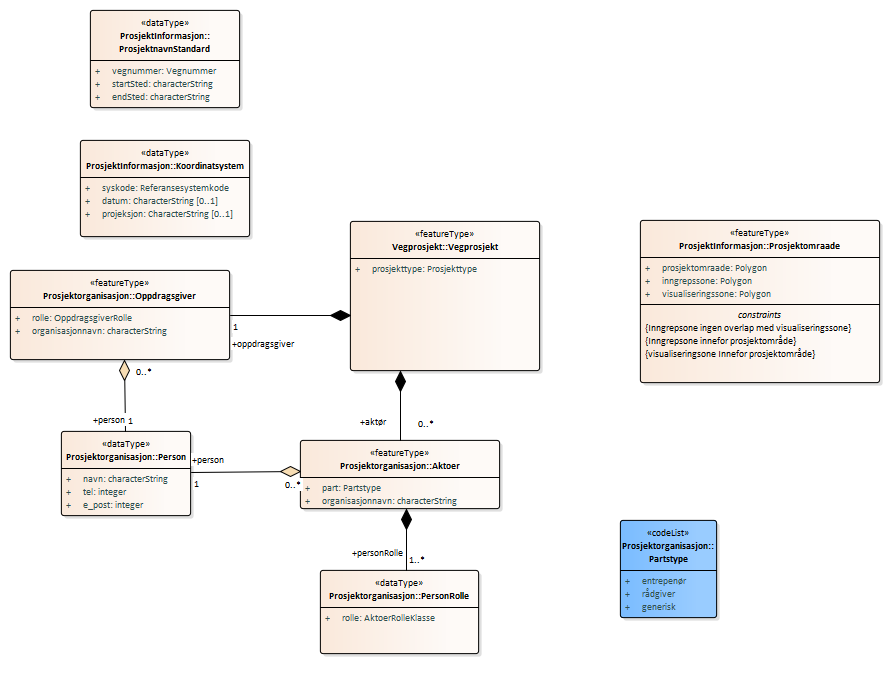 «dataType»
ProsjektInformasjon::
ProsjektnavnStandard
+ vegnummer: Vegnummer
+ startSted: characterString
+ endSted: characterString
«dataType»
ProsjektInformasjon::Koordinatsystem
+ syskode: Referansesystemkode
+ datum: CharacterString [0..1]
+ projeksjon: CharacterString [0..1]
«featureType»
Vegprosjekt::Vegprosjekt
+ prosjekttype: Prosjekttype
«featureType»
ProsjektInformasjon::Prosjektomraade
+ prosjektomraade: Polygon
+ inngrepssone: Polygon
+ visualiseringssone: Polygon
constraints
{Inngrepsone ingen overlap med visualiseringssone}
{Inngrepsone innefor prosjektområde}
{visualiseringsone Innefor prosjektområde}
«featureType»
Prosjektorganisasjon::Oppdragsgiver
+ rolle: OppdragsgiverRolle
+ organisasjonnavn: characterString
1
+oppdragsgiver
0..*
+person 1
+aktør
0..*
«dataType»
Prosjektorganisasjon::Person
+ navn: characterString
+ tel: integer
+ e_post: integer
+person
1
0..*
«featureType»
Prosjektorganisasjon::Aktoer
+ part: Partstype
+ organisasjonnavn: characterString
+personRolle
1..*
«dataType»
Prosjektorganisasjon::PersonRolle
+ rolle: AktoerRolleKlasse
«codeList»
Prosjektorganisasjon::
Partstype
+ entrepenør
+ rådgiver
+ generisk